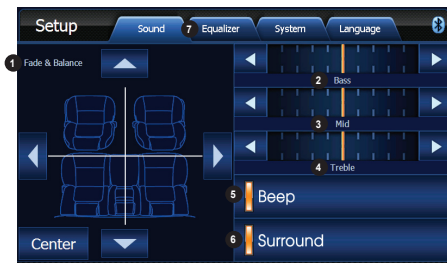 Setup
Sound
7 Equalizer
System
Language
1 Fade & Balance
2 Bass
3 Mid
4 Treble
5 Beep
6 Surround
Center